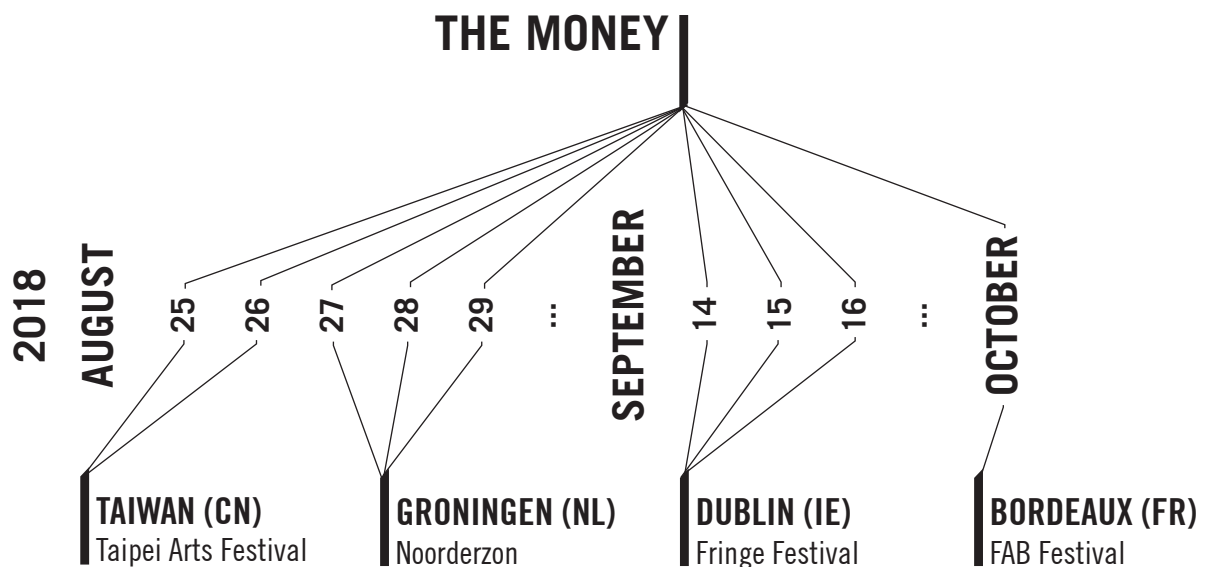 THE MONEY
2018
AUGUST
25
26
27
28
29
...
SEPTEMBER
14
15
16
...
OCTOBER
TAIWAN (CN)
Taipei Arts Festival
GRONINGEN (NL)
Noorderzon
DUBLIN (IE)
Fringe Festival
BORDEAUX (FR)
FAB Festival